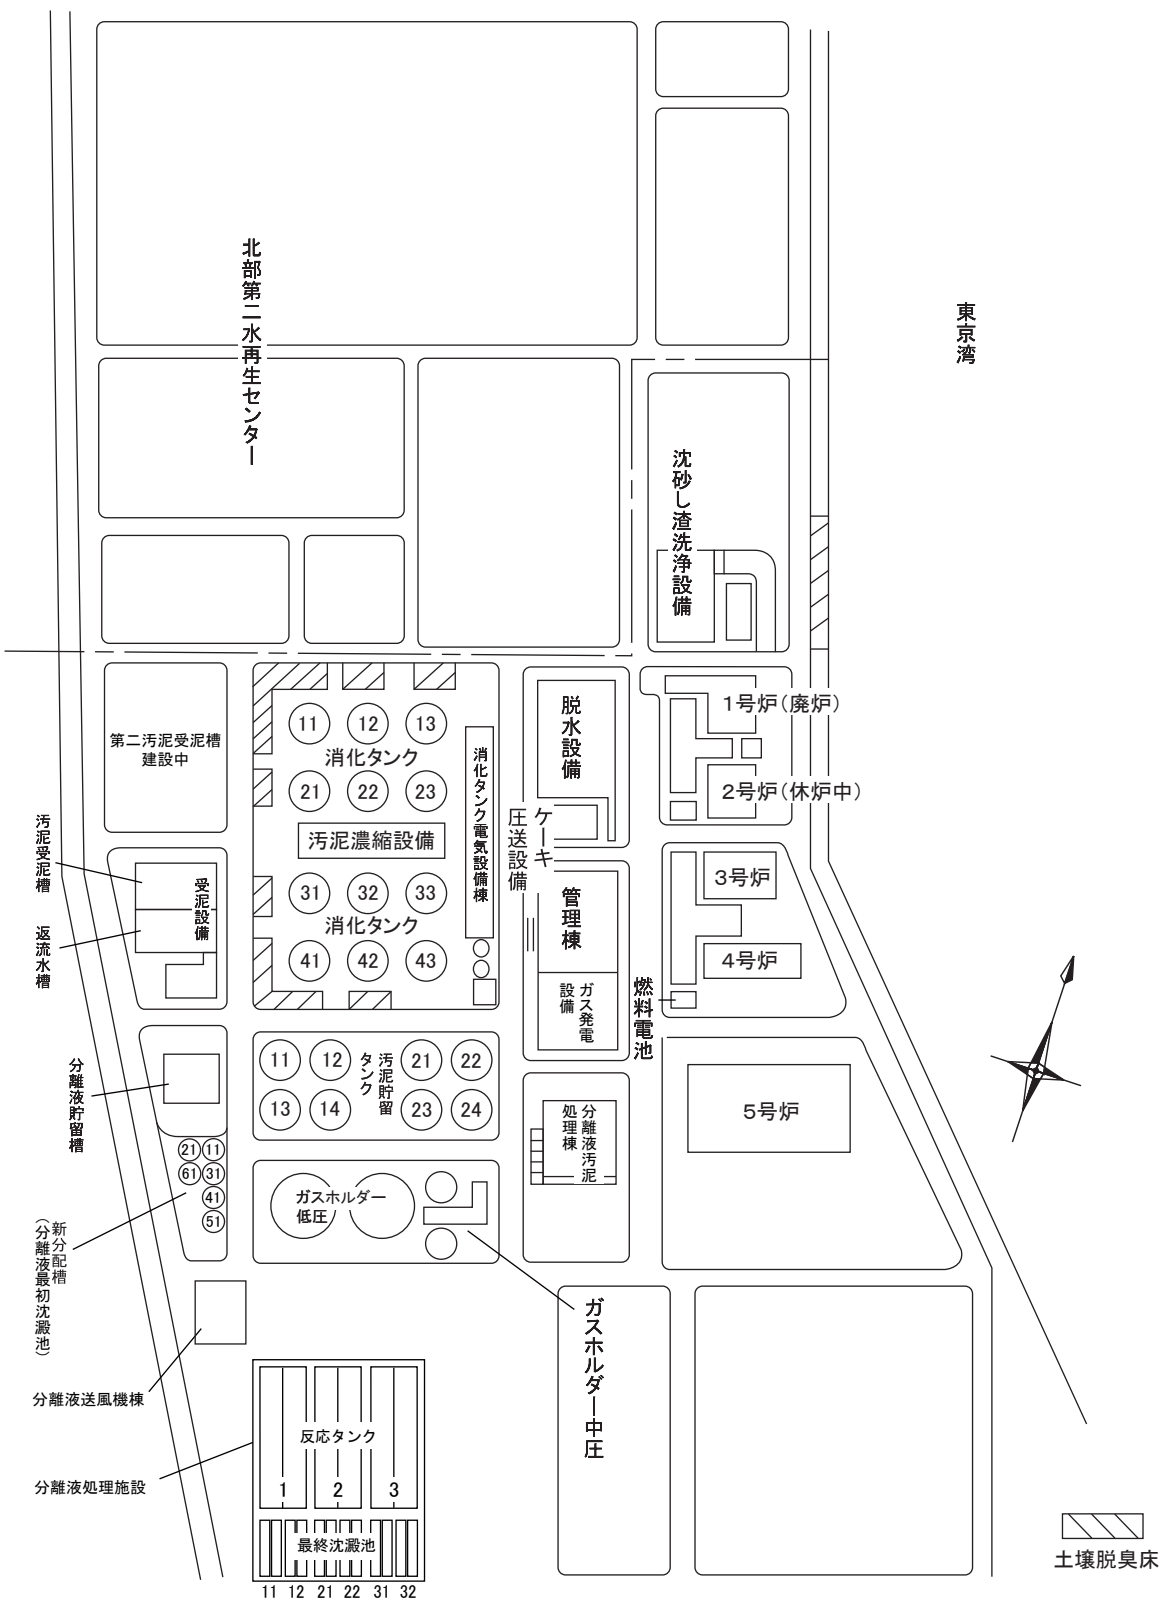 北部第二水再生センター
東京湾
沈砂し渣洗浄設備
第二汚泥受泥槽
建設中
11
12
13
消化タンク
21
22
23
汚泥濃縮設備
31
32
33
消化タンク
41
42
43
消化タンク電気設備棟
脱水設備
ケーキ
圧送設備
管理棟
ガス発電
設備
1号炉(廃炉)
2号炉(休炉中)
3号炉
4号炉
燃料電池
5号炉
汚泥受泥槽
受泥設備
返流水槽
分離液貯留槽
11
12
13
14
汚泥貯留
タンク
21
22
23
24
分離液汚泥
処理棟
21
11
61
31
41
51
新分配槽
(分離液最初沈澱池)
ガスホルダー
低圧
ガスホルダー中圧
分離液送風機棟
分離液処理施設
反応タンク
1
2
3
最終沈澱池
11
12
21
22
31
32
土壌脱臭床